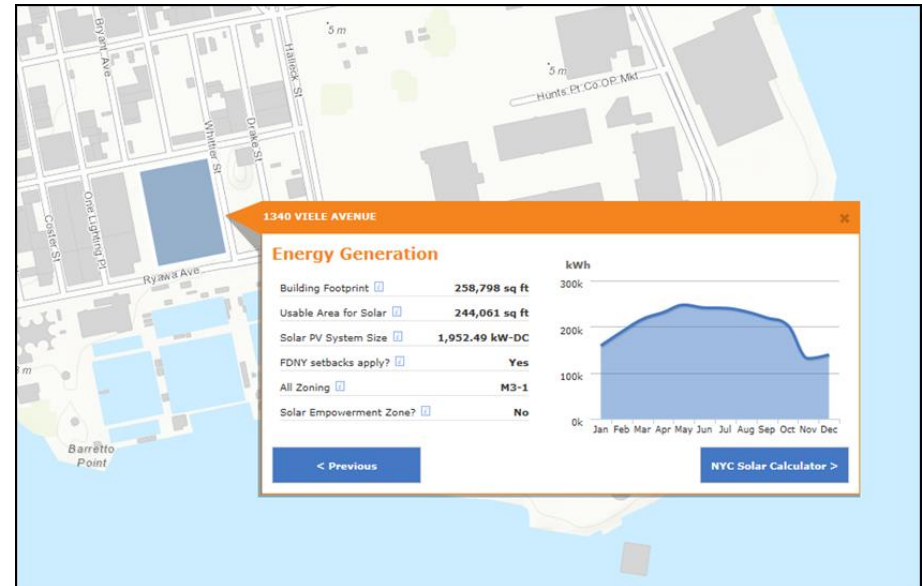 Bryant Ave
5 m
Halleck St
5 m
Hunts Pt Co OP Mkt
Whittier St
Drake St
One Lighting Pl
Coster St
Ryawa Ave
m
Barretto
Point
1340 VIELE AVENUE ×
Energy Generation
Building Footprint i 258,798 sq ft
Usable Area for Solar i 244,061 sq ft
Solar PV System Size i 1,952.49 kW-DC
FDNY setbacks apply? i Yes
All Zoning i M3-1
Solar Empowerment Zone? i No
kWh
300k
200k
100k
0k
Jan Feb Mar Apr May Jun Jul Aug Sep Oct Nov Dec
< Previous
NYC Solar Calculator >